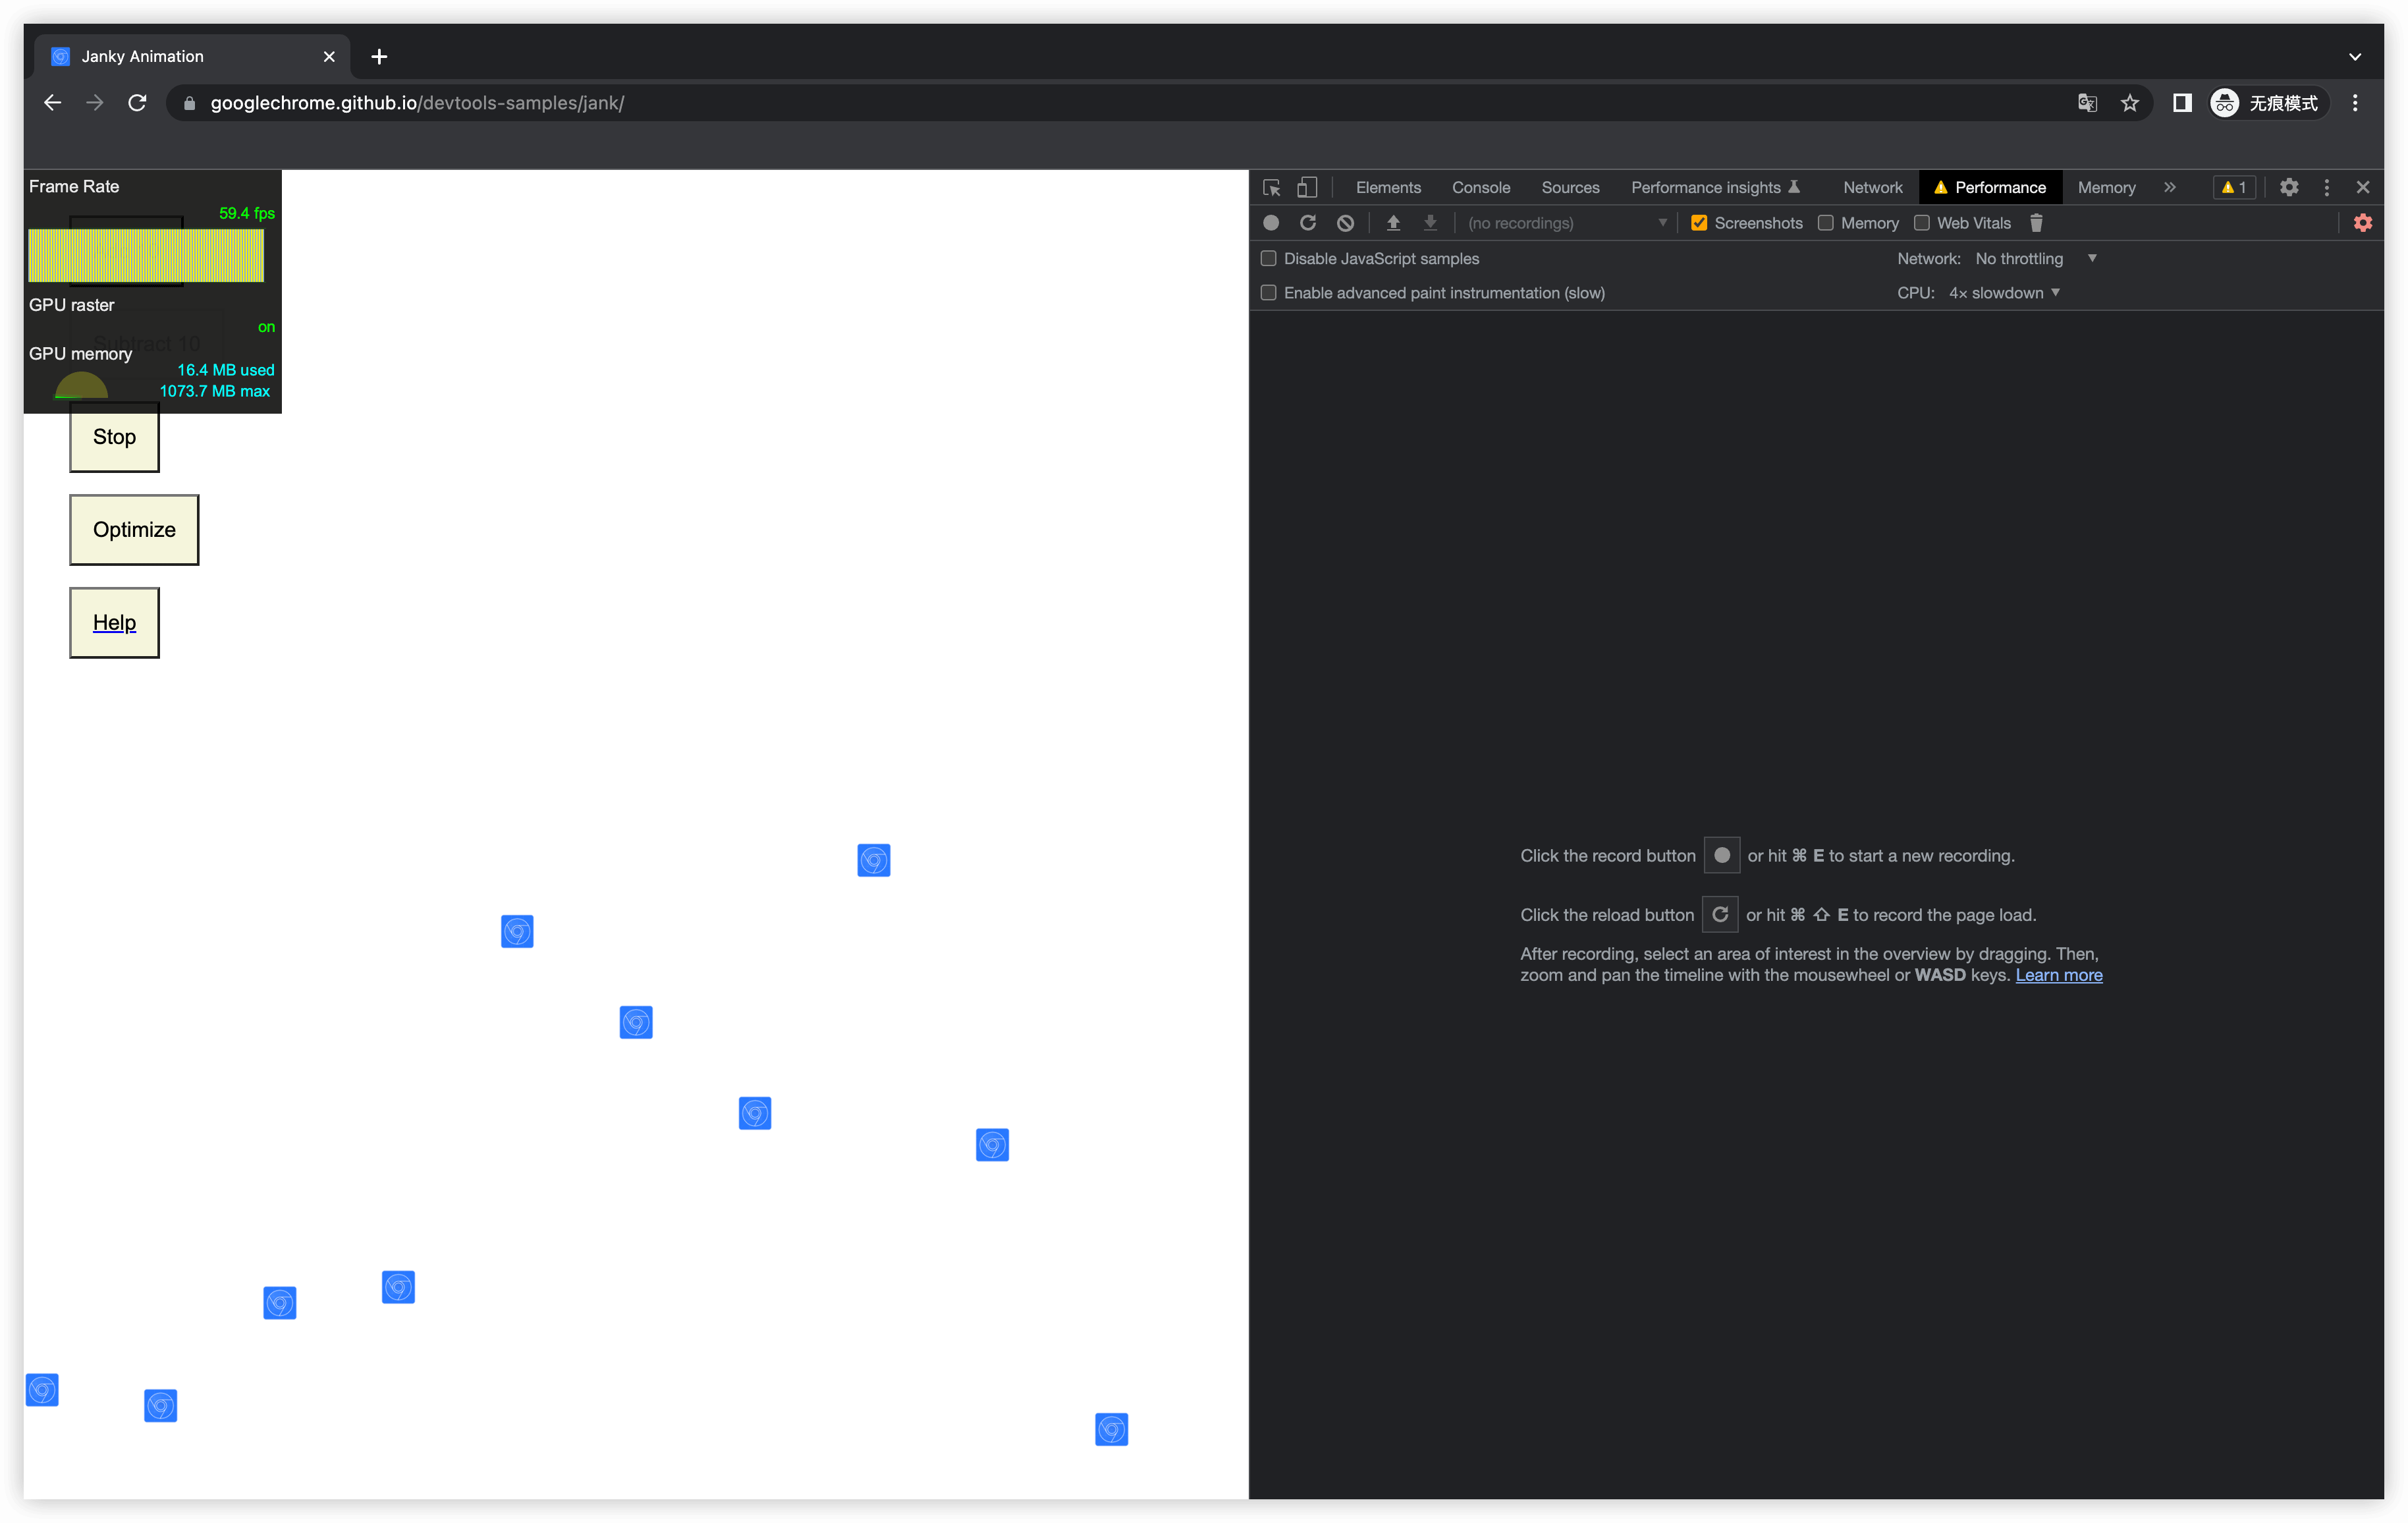 Janky Animation
googlechrome.github.io/devtools-samples/jank/
无痕模式
Frame Rate
59.4 fps
GPU raster
on
Subtract 10
GPU memory
16.4 MB used
1073.7 MB max
Stop
Optimize
Help
Elements Console Sources Performance insights Network Performance Memory 1
(no recordings) Screenshots Memory Web Vitals
Disable JavaScript samples Network: No throttling
Enable advanced paint instrumentation (slow) CPU: 4× slowdown
Click the record button or hit ⌘ E to start a new recording.
Click the reload button or hit ⌘ ⇧ E to record the page load.
After recording, select an area of interest in the overview by dragging. Then,
zoom and pan the timeline with the mousewheel or WASD keys. Learn more